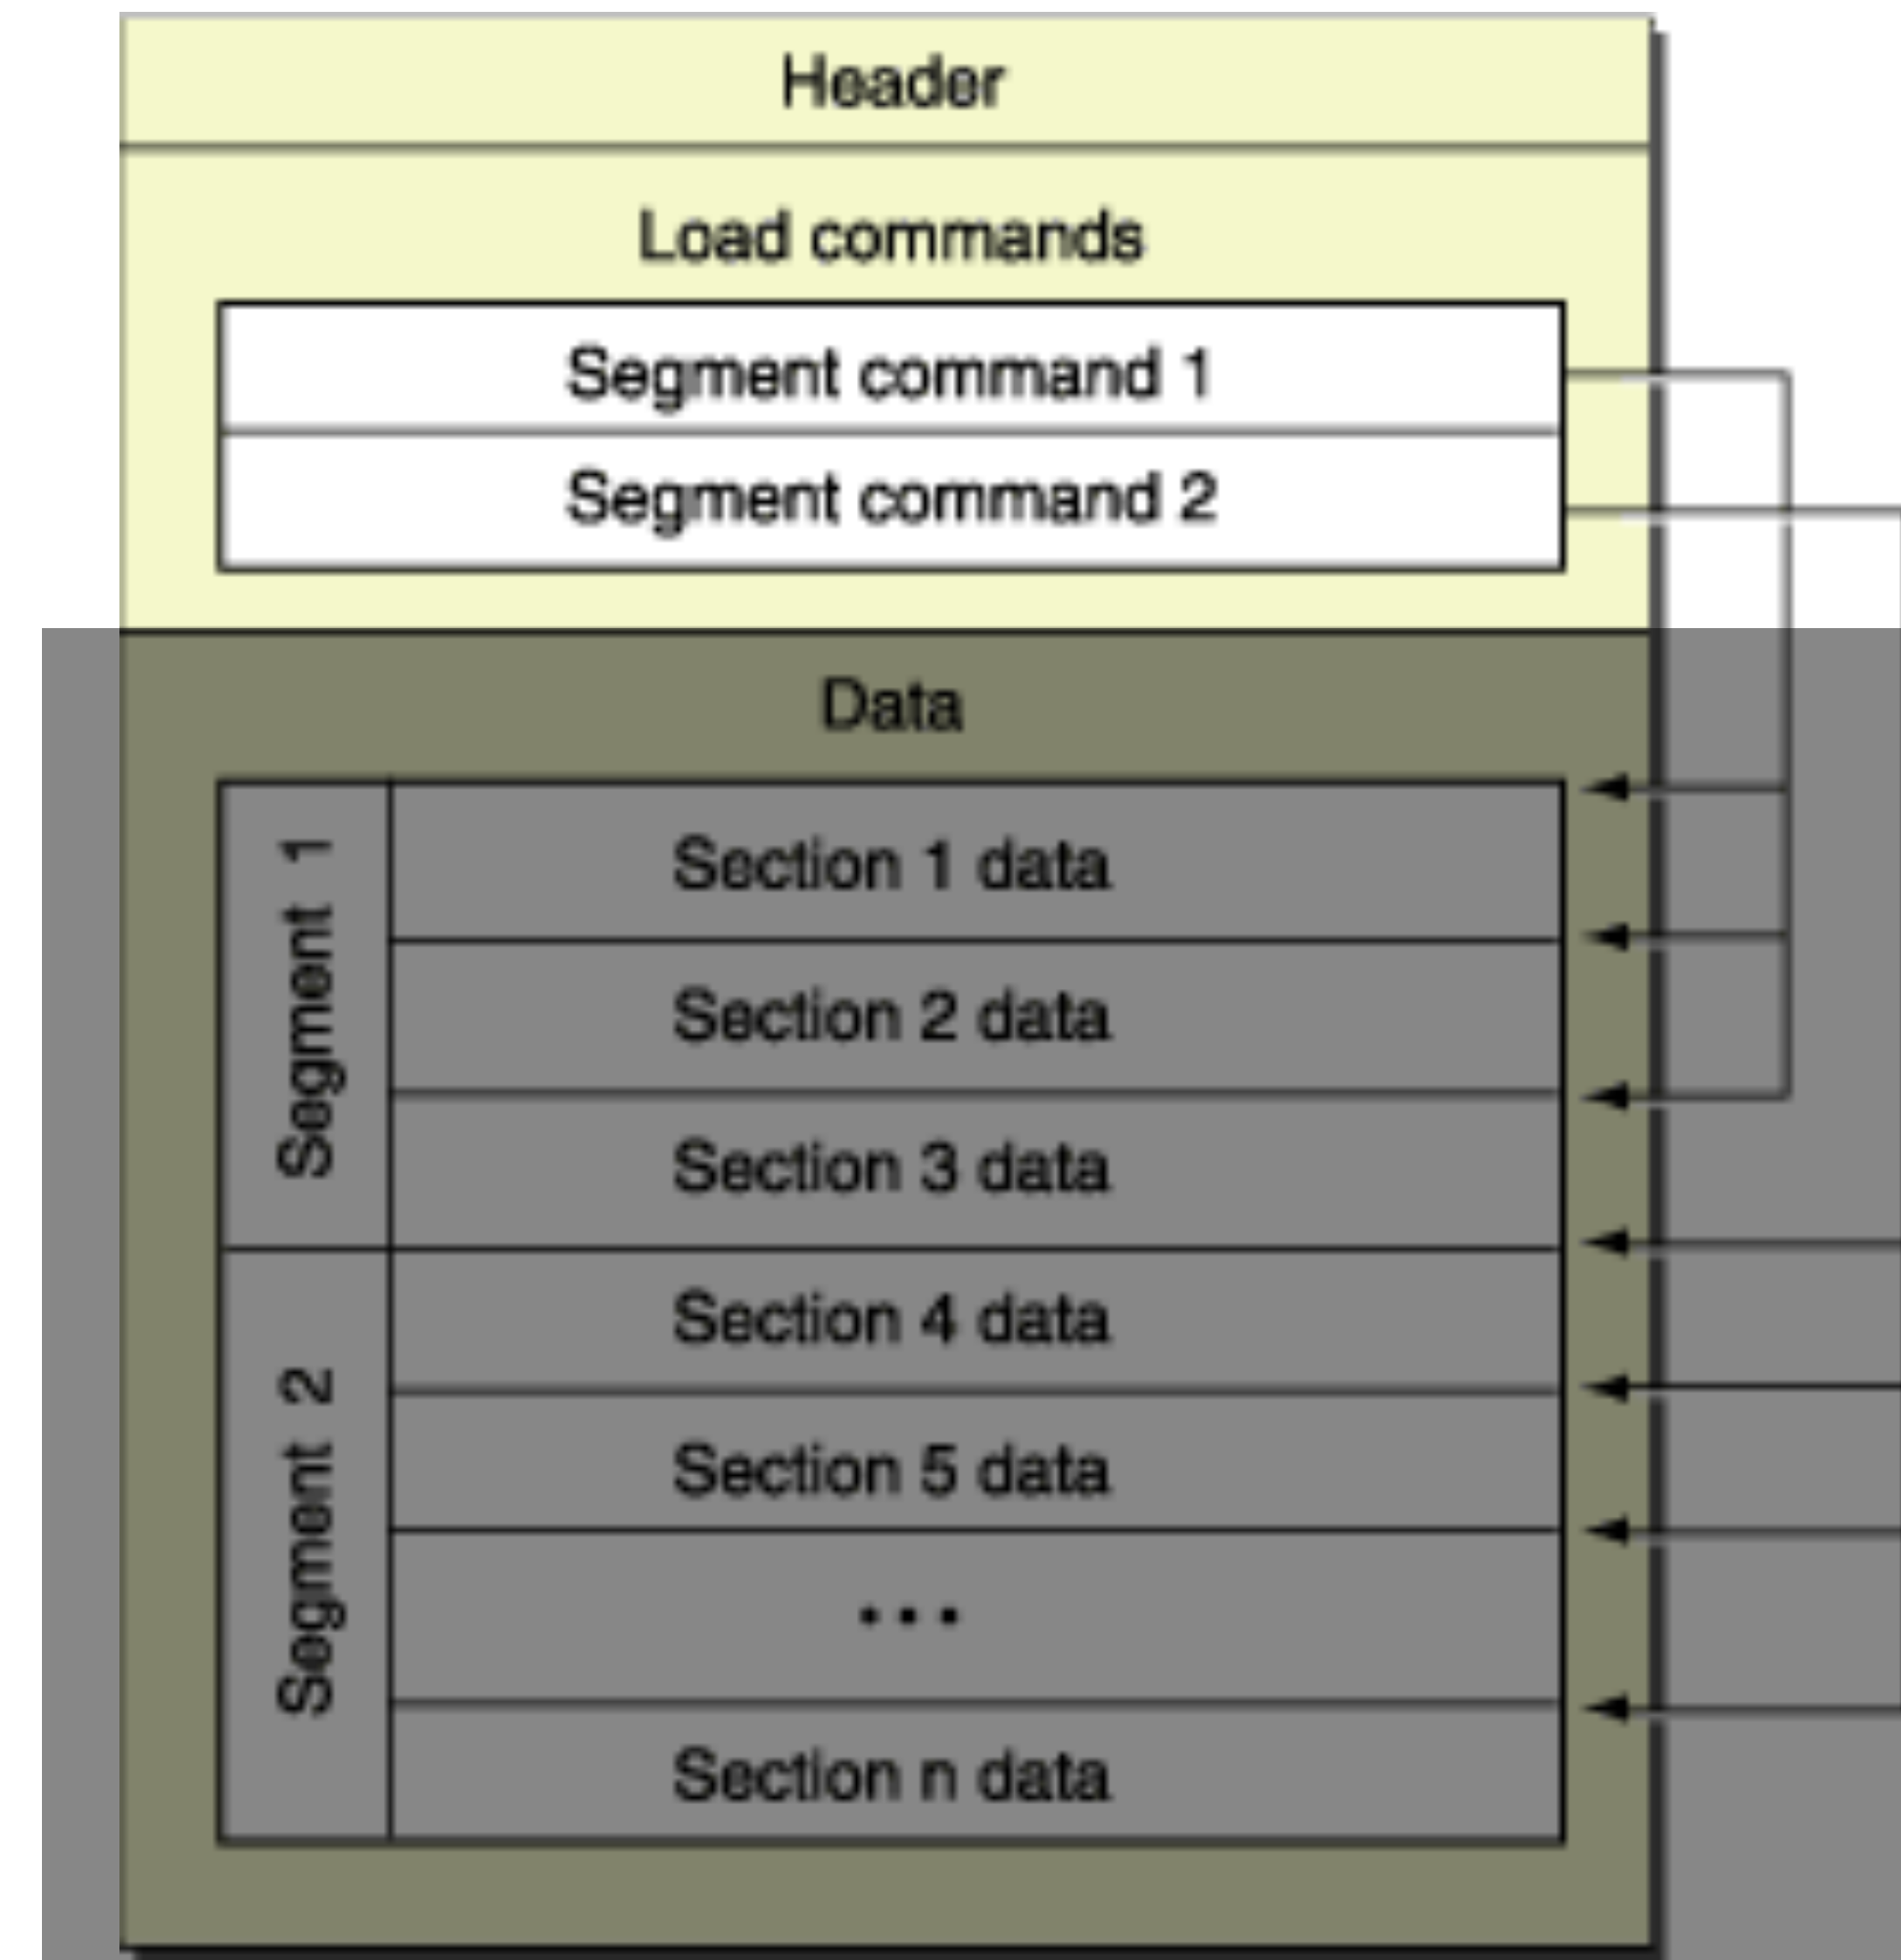 Header
Load commands
Segment command 1
Segment command 2
Data
Segment 1
Section 1 data
Section 2 data
Section 3 data
Segment 2
Section 4 data
Section 5 data
...
Section n data